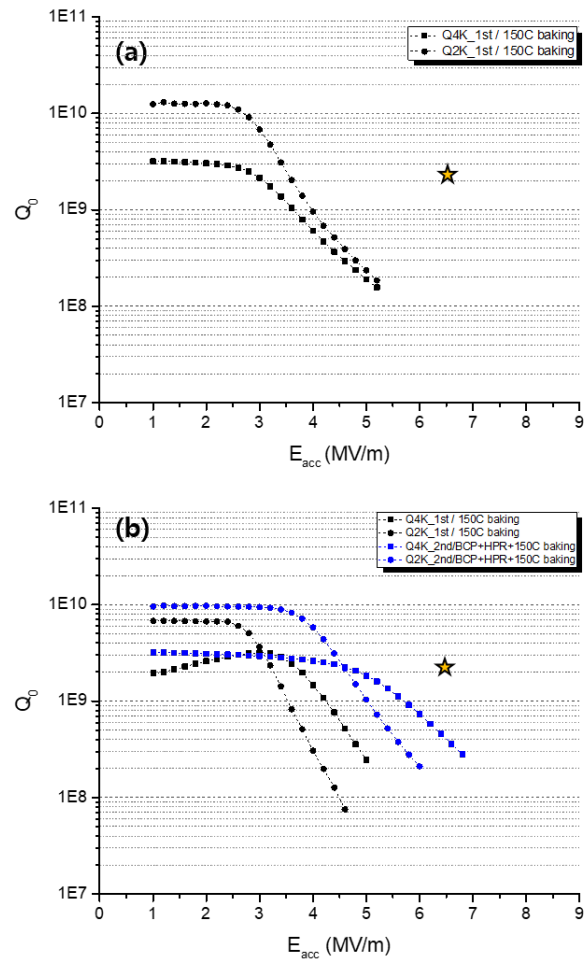 1E11
(a)
Q4K_1st / 150C baking
Q2K_1st / 150C baking
1E10
Q0
1E9
1E8
1E7
0 1 2 3 4 5 6 7 8 9
Eacc (MV/m)
1E11
(b)
Q4K_1st / 150C baking
Q2K_1st / 150C baking
Q4K_2nd/BCP+HPR+150C baking
Q2K_2nd/BCP+HPR+150C baking
1E10
Q0
1E9
1E8
1E7
0 1 2 3 4 5 6 7 8 9
Eacc (MV/m)